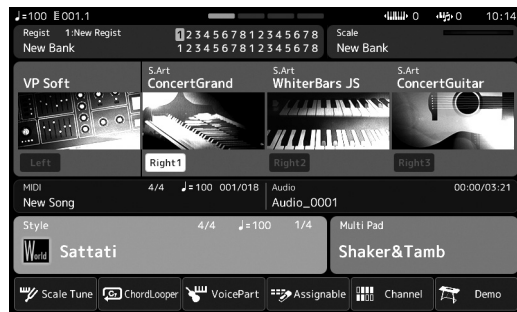 ♩=100 001.1 0 0 10:14
Regist 1:New Regist 1 2 3 4 5 6 7 8 1 2 3 4 5 6 7 8 Scale
New Bank 1 2 3 4 5 6 7 8 1 2 3 4 5 6 7 8 New Bank
S.Art S.Art S.Art
VP Soft ConcertGrand WhiterBars JS ConcertGuitar
Left Right1 Right2 Right3
MIDI 4/4 ♩=100 001/018 Audio 00:00/03:21
New Song Audio_0001
Style 4/4 ♩=100 1/4 Multi Pad
World Sattati Shaker&Tamb
Scale Tune Cr ChordLooper VoicePart Assignable Channel Demo